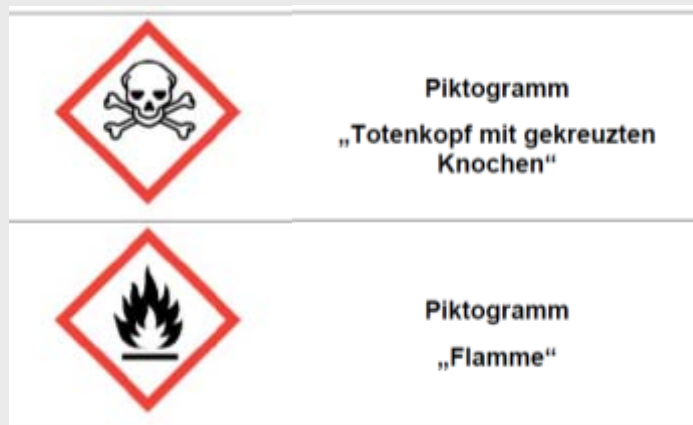 Piktogramm
„Totenkopf mit gekreuzten
Knochen“
Piktogramm
„Flamme“